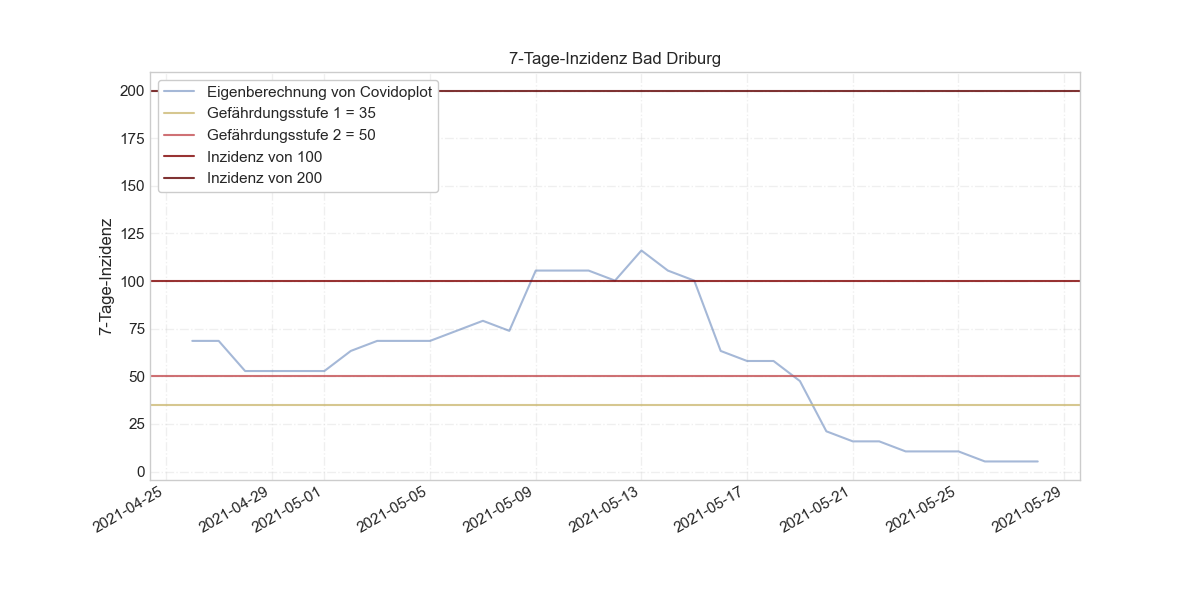 7-Tage-Inzidenz Bad Driburg
7-Tage-Inzidenz
200
175
150
125
100
75
50
25
0
Eigenberechnung von Covidoplot
Gefährdungsstufe 1 = 35
Gefährdungsstufe 2 = 50
Inzidenz von 100
Inzidenz von 200
2021-04-25
2021-04-29
2021-05-01
2021-05-05
2021-05-09
2021-05-13
2021-05-17
2021-05-21
2021-05-25
2021-05-29